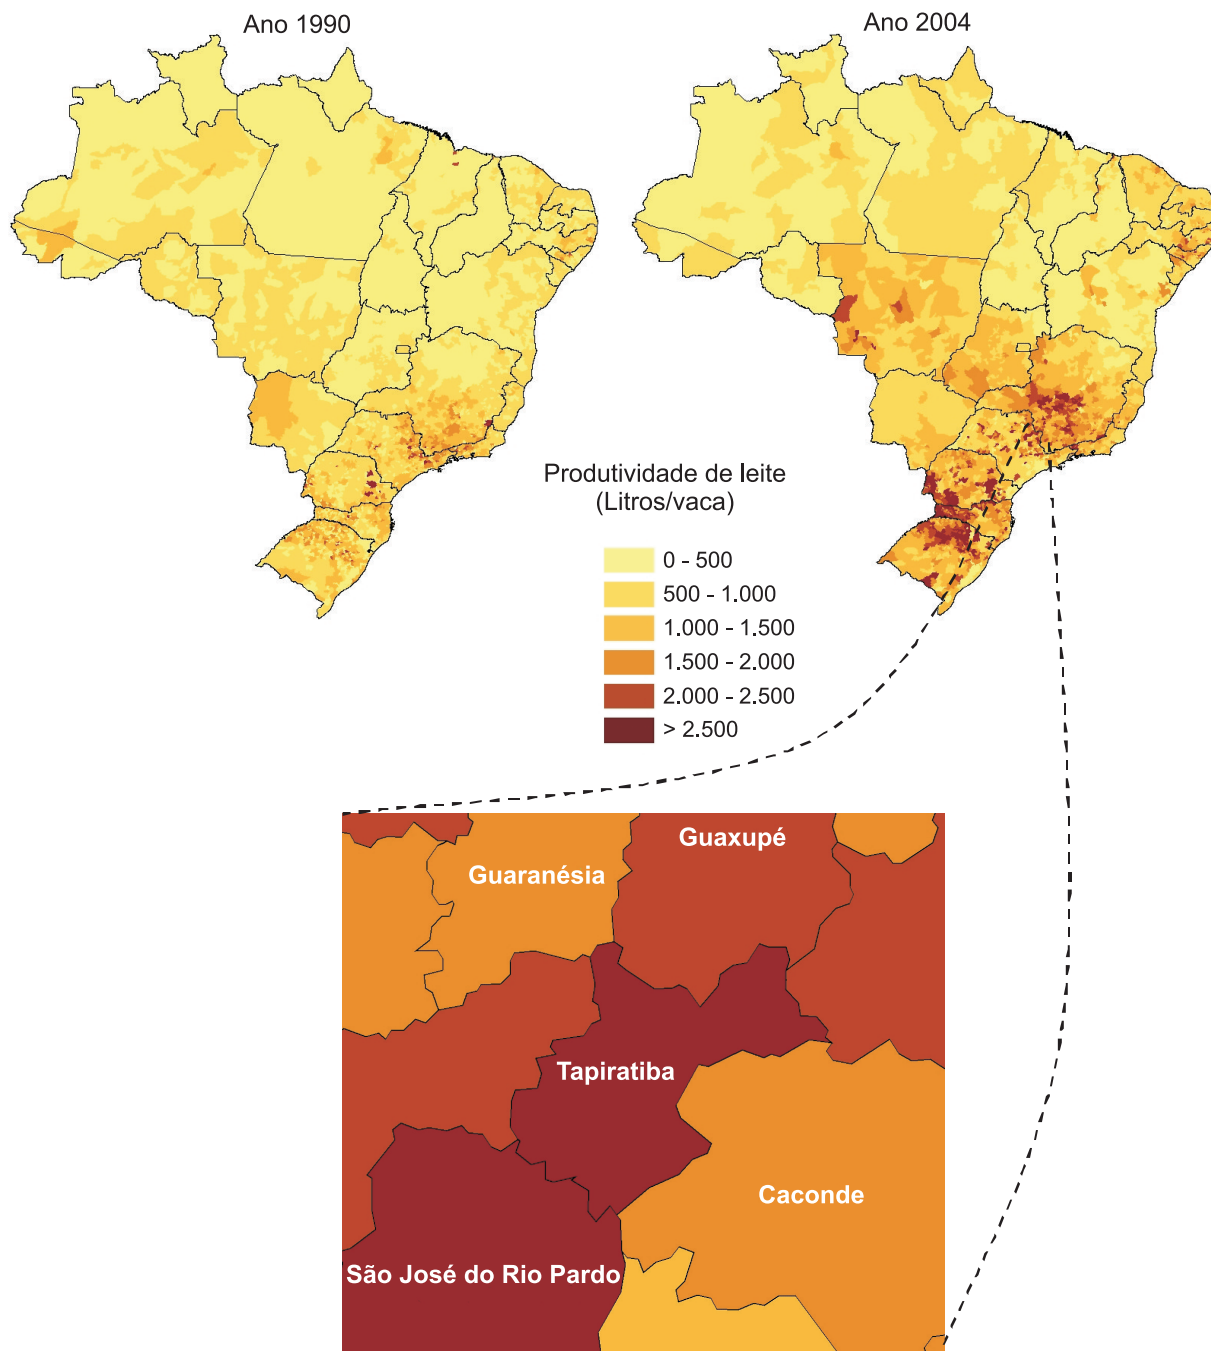 Ano 1990
Ano 2004
Produtividade de leite
(Litros/vaca)
0 - 500
500 - 1.000
1.000 - 1.500
1.500 - 2.000
2.000 - 2.500
> 2.500
Guaxupé
Guaranésia
Tapiratiba
Caconde
São José do Rio Pardo